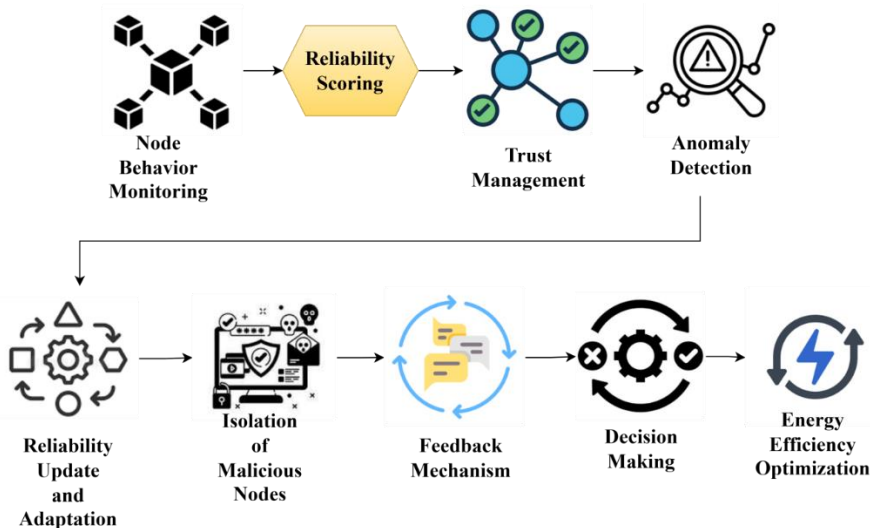 Reliability
Scoring
Node
Behavior
Monitoring
Trust
Management
Anomaly
Detection
Reliability
Update
and
Adaptation
Isolation
of
Malicious
Nodes
Feedback
Mechanism
Decision
Making
Energy
Efficiency
Optimization